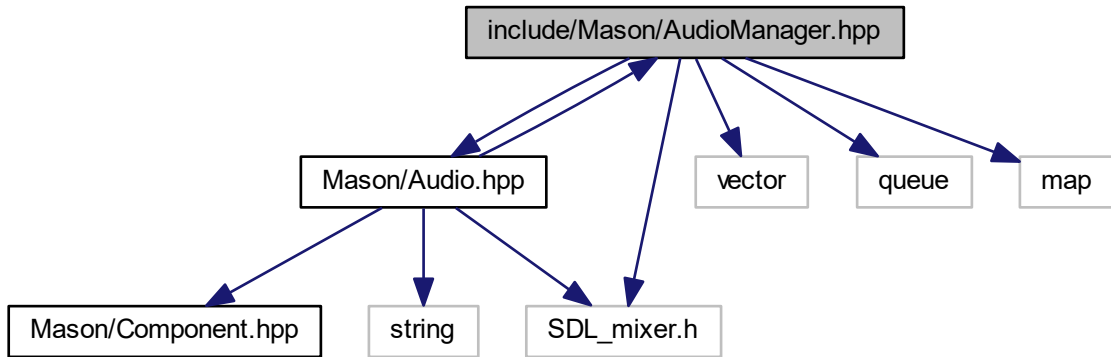 include/Mason/AudioManager.hpp
Mason/Audio.hpp
vector
queue
map
Mason/Component.hpp
string
SDL_mixer.h